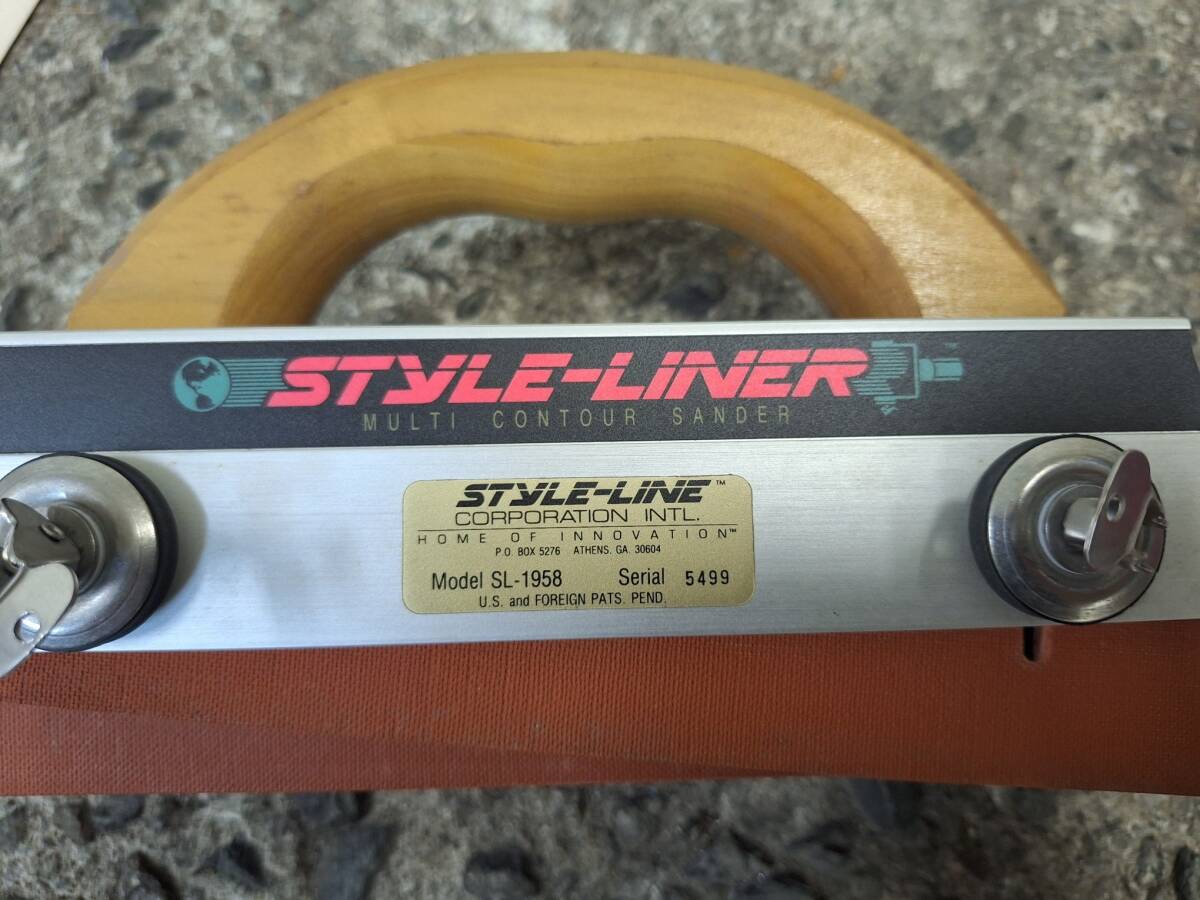 STYLE-LINER
MULTI CONTOUR SANDER
STYLE-LINE™
CORPORATION INTL.
HOME OF INNOVATION™
P.O. BOX 5276 ATHENS, GA. 30604
Model SL-1958 Serial 5499
U.S. and FOREIGN PATS. PEND.